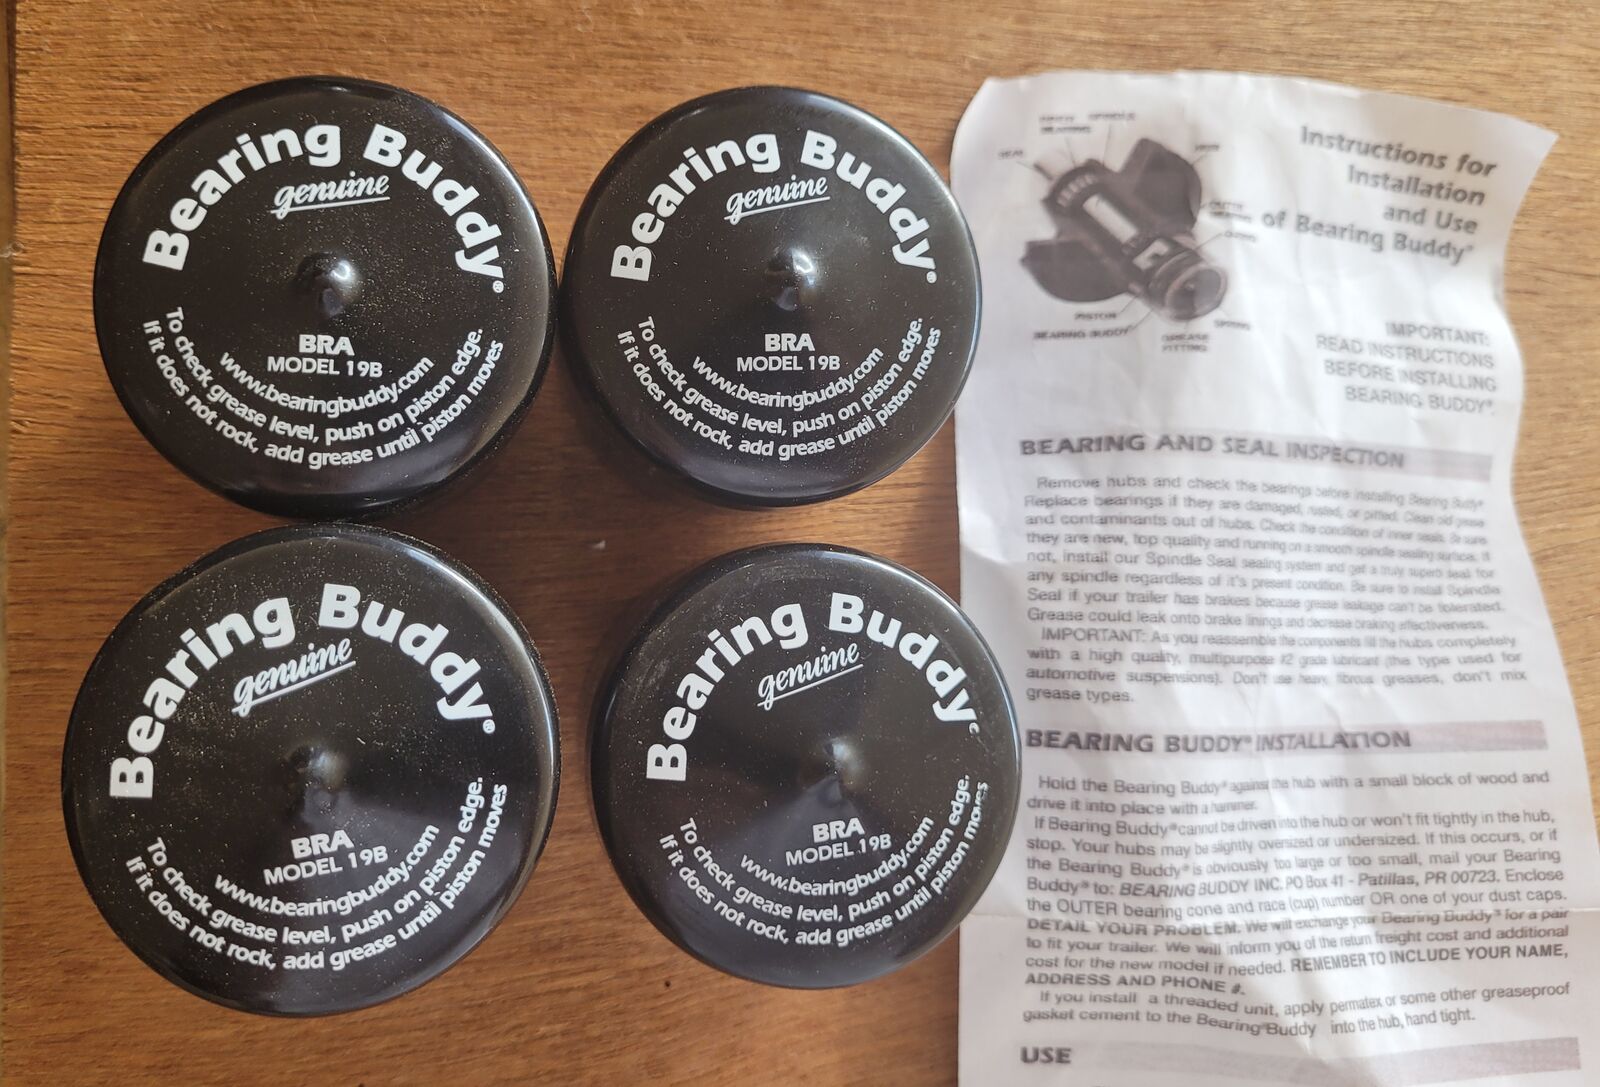 Bearing Buddy®
genuine
BRA
MODEL 19B
www.bearingbuddy.com
To check grease level, push on piston edge.
If it does not rock, add grease until piston moves
Bearing Buddy®
genuine
BRA
MODEL 19B
www.bearingbuddy.com
To check grease level, push on piston edge.
If it does not rock, add grease until piston moves
Bearing Buddy®
genuine
BRA
MODEL 19B
www.bearingbuddy.com
To check grease level, push on piston edge.
If it does not rock, add grease until piston moves
Bearing Buddy®
genuine
BRA
MODEL 19B
www.bearingbuddy.com
To check grease level, push on piston edge.
If it does not rock, add grease until piston moves
Instructions for
Installation
and Use
of Bearing Buddy®
SPINDLE
BEARING
SEAL
PISTON
BEARING BUDDY®
SPRING
GREASE
FITTING
IMPORTANT:
READ INSTRUCTIONS
BEFORE INSTALLING
BEARING BUDDY®.
BEARING AND SEAL INSPECTION
Remove hubs and check the bearings before installing Bearing Buddy®
Replace bearings if they are damaged, rusted, or pitted. Clean old grease
and contaminants out of hubs. Check the condition of inner seals. Be sure
they are new, top quality and running on a smooth spindle sealing surface. If
not, install our Spindle Seal sealing system and get a truly superb seal for
any spindle regardless of it's present condition. Be sure to install Spindle
Seal if your trailer has brakes because grease leakage can't be tolerated.
Grease could leak onto brake linings and decrease braking effectiveness.
IMPORTANT: As you reassemble the components fill the hubs completely
with a high quality, multipurpose #2 grade lubricant (the type used for
automotive suspensions). Don't use heavy, fibrous greases, don't mix
grease types.
BEARING BUDDY® INSTALLATION
Hold the Bearing Buddy® against the hub with a small block of wood and
drive it into place with a hammer.
If Bearing Buddy® cannot be driven into the hub or won't fit tightly in the hub,
stop. Your hubs may be slightly oversized or undersized. If this occurs, or if
the Bearing Buddy® is obviously too large or too small, mail your Bearing
Buddy® to: BEARING BUDDY INC. PO Box 41 - Patillas, PR 00723. Enclose
the OUTER bearing cone and race (cup) number OR one of your dust caps.
DETAIL YOUR PROBLEM. We will exchange your Bearing Buddy® for a pair
to fit your trailer. We will inform you of the return freight cost and additional
cost for the new model if needed. REMEMBER TO INCLUDE YOUR NAME,
ADDRESS AND PHONE #.
If you install a threaded unit, apply permatex or some other greaseproof
gasket cement to the Bearing Buddy into the hub, hand tight.
USE